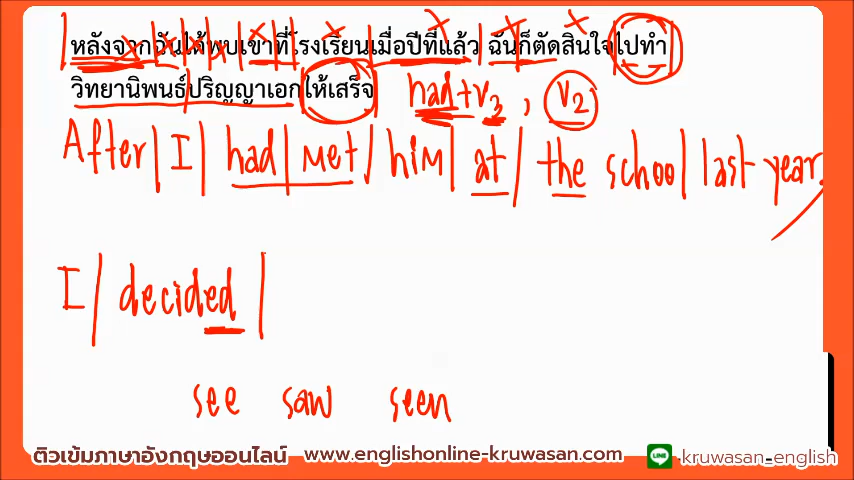 หลังจากฉันได้พบเขาที่โรงเรียนเมื่อปีที่แล้ว ฉันก็ตัดสินใจไปทำ
วิทยานิพนธ์ปริญญาเอกให้เสร็จ had+v3 , v2
After | I | had | met | him | at | the school last year,
I | decided |
see saw seen
ติวเข้มภาษาอังกฤษออนไลน์ www.englishonline-kruwasan.com LINE kruwasan_english